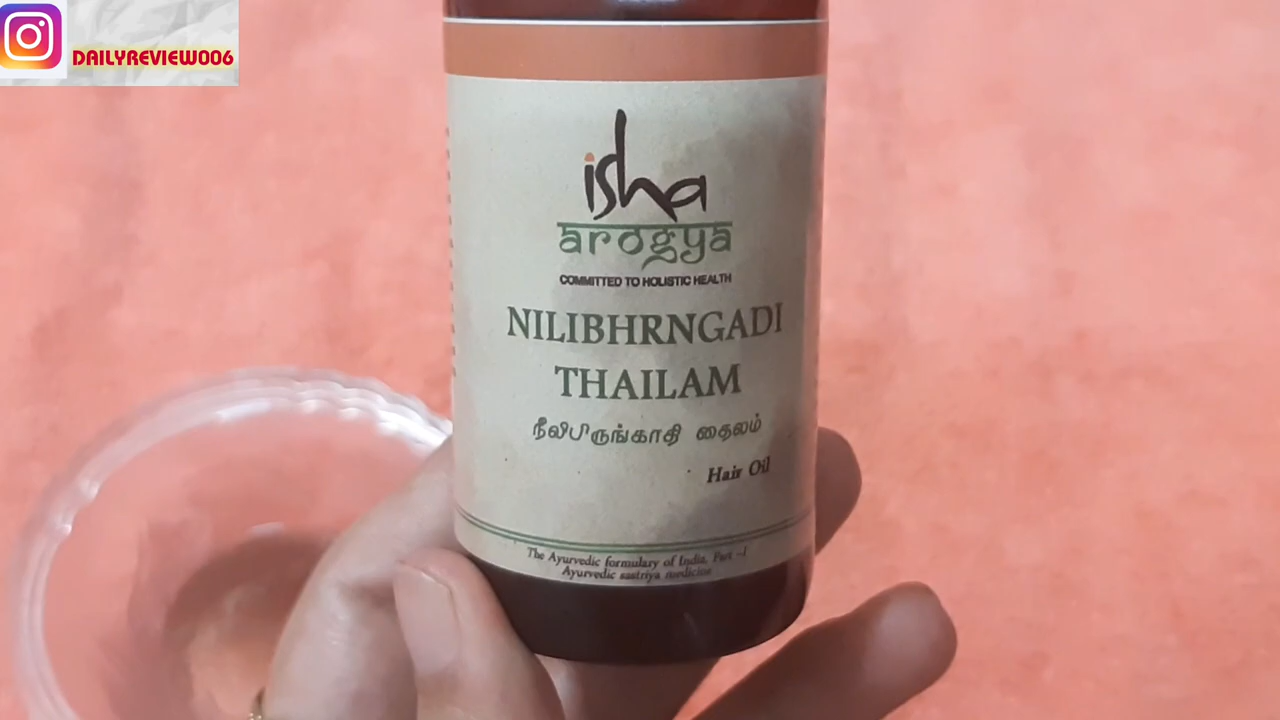 DAILYREVIEW006
isha
arogya
COMMITTED TO HOLISTIC HEALTH
NILIBHRNGADI
THAILAM
நீலிபிருங்காதி தைலம்
Hair Oil
The Ayurvedic formulary of India, Part -I
Ayurvedic sastriya medicine